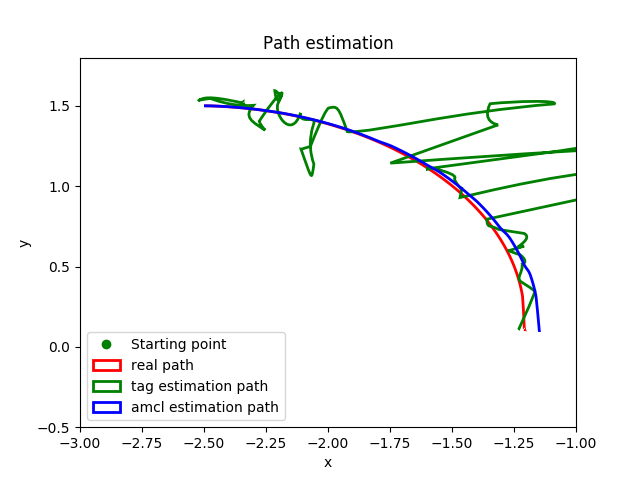 Path estimation
y
1.5
1.0
0.5
0.0
−0.5
Starting point
real path
tag estimation path
amcl estimation path
−3.00 −2.75 −2.50 −2.25 −2.00 −1.75 −1.50 −1.25 −1.00
x